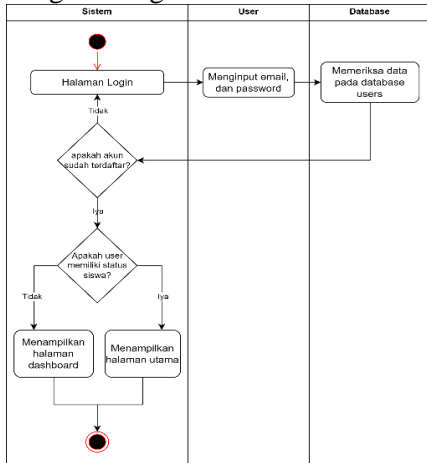 Sistem
User
Database
Halaman Login
Menginput email,
dan password
Memeriksa data
pada database
users
Tidak
apakah akun
sudah terdaftar?
Iya
Apakah user
memiliki status
siswa?
Tidak
Iya
Menampilkan
halaman
dashboard
Menampilkan
halaman utama